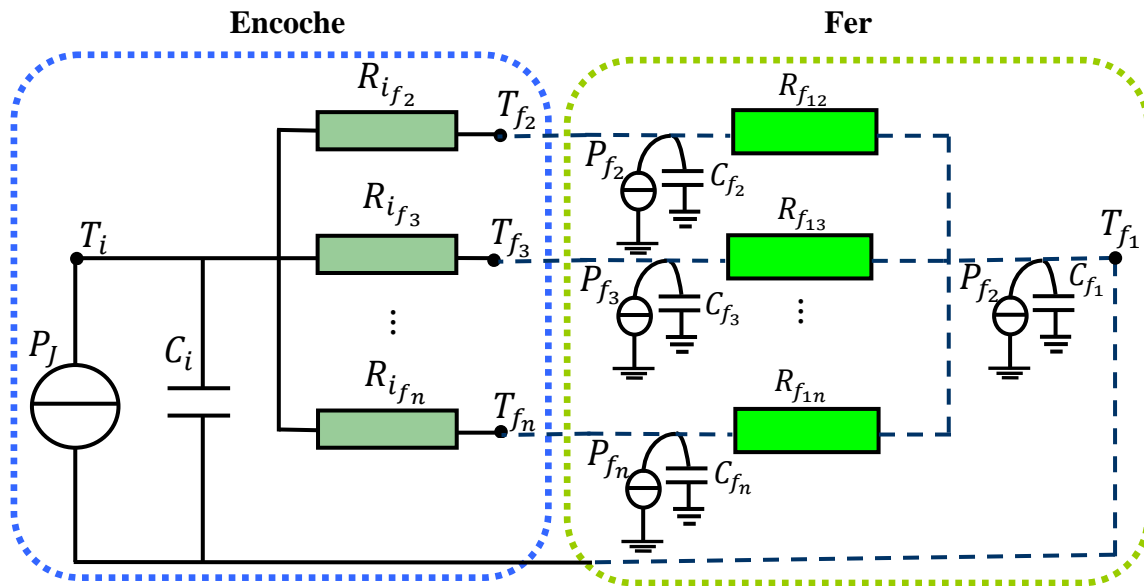 Encoche
Fer
R_{i_{f_2}}
T_{f_2}
R_{f_{12}}
P_{f_2}
C_{f_2}
T_i
R_{i_{f_3}}
T_{f_3}
R_{f_{13}}
T_{f_1}
P_{f_3}
C_{f_3}
P_{f_2}
C_{f_1}
⋮
⋮
P_J
C_i
R_{i_{f_n}}
T_{f_n}
R_{f_{1n}}
P_{f_n}
C_{f_n}